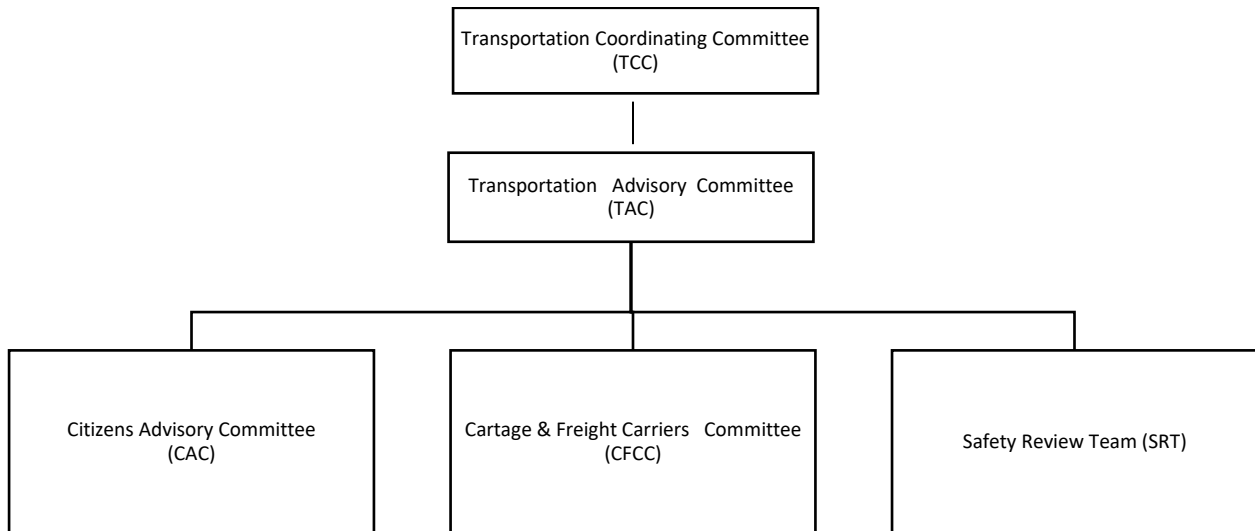 Transportation Coordinating Committee
(TCC)
Transportation Advisory Committee
(TAC)
Citizens Advisory Committee
(CAC)
Cartage & Freight Carriers Committee
(CFCC)
Safety Review Team (SRT)